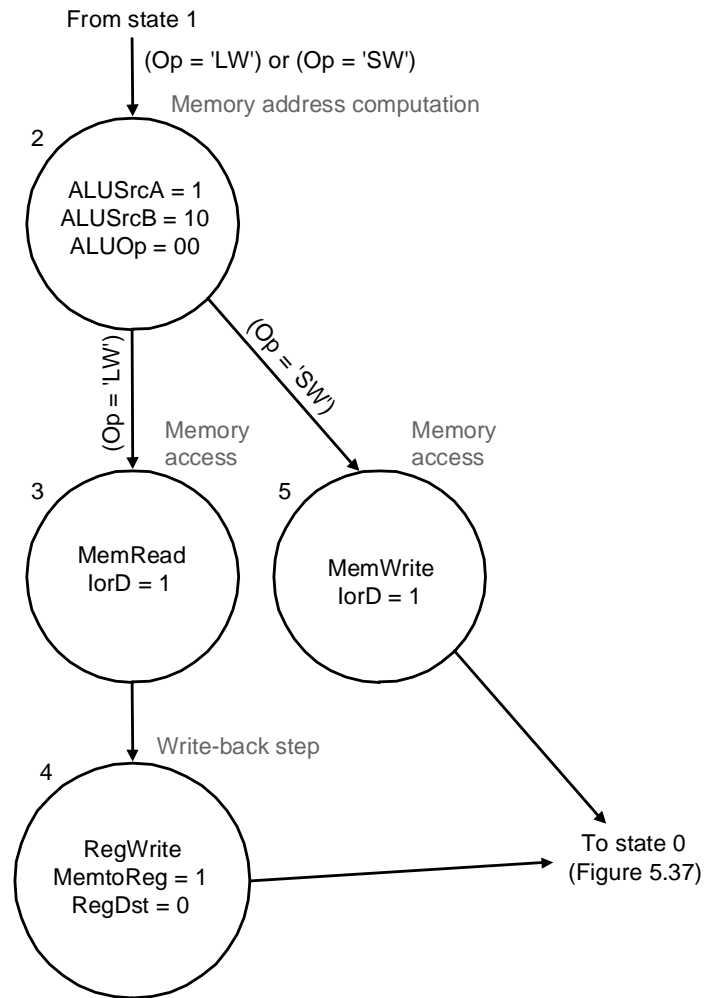 From state 1
(Op = 'LW') or (Op = 'SW')
Memory address computation
2
ALUSrcA = 1
ALUSrcB = 10
ALUOp = 00
(Op = 'LW')
(Op = 'SW')
Memory
access
Memory
access
3
5
MemRead
IorD = 1
MemWrite
IorD = 1
Write-back step
4
RegWrite
MemtoReg = 1
RegDst = 0
To state 0
(Figure 5.37)